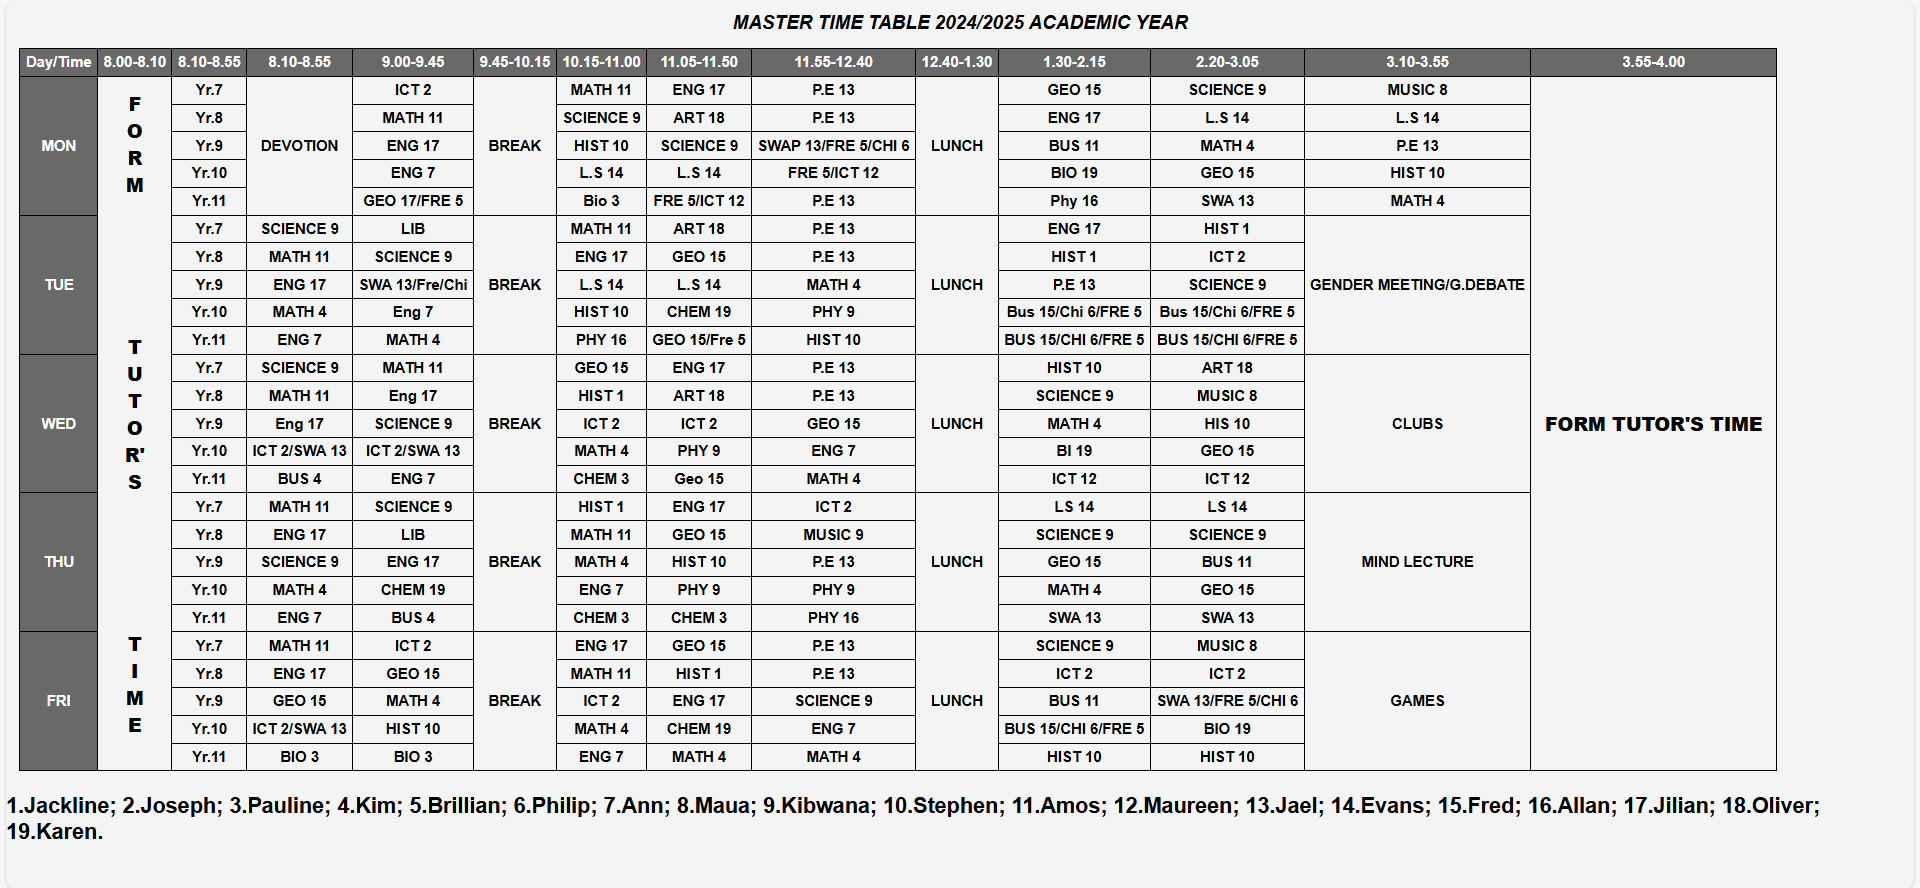 MASTER TIME TABLE 2024/2025 ACADEMIC YEAR
Day/Time 8.00-8.10 8.10-8.55 8.10-8.55 9.00-9.45 9.45-10.15 10.15-11.00 11.05-11.50 11.55-12.40 12.40-1.30 1.30-2.15 2.20-3.05 3.10-3.55 3.55-4.00
FORM TUTOR'S TIME
MON
Yr.7 ICT 2 MATH 11 ENG 17 P.E 13 GEO 15 SCIENCE 9 MUSIC 8
Yr.8 MATH 11 SCIENCE 9 ART 18 P.E 13 ENG 17 L.S 14 L.S 14
Yr.9 DEVOTION ENG 17 BREAK HIST 10 SCIENCE 9 SWAP 13/FRE 5/CHI 6 LUNCH BUS 11 MATH 4 P.E 13
Yr.10 ENG 7 L.S 14 L.S 14 FRE 5/ICT 12 BIO 19 GEO 15 HIST 10
Yr.11 GEO 17/FRE 5 Bio 3 FRE 5/ICT 12 P.E 13 Phy 16 SWA 13 MATH 4
TUE
Yr.7 SCIENCE 9 LIB MATH 11 ART 18 P.E 13 ENG 17 HIST 1
Yr.8 MATH 11 SCIENCE 9 ENG 17 GEO 15 P.E 13 HIST 1 ICT 2
Yr.9 ENG 17 SWA 13/Fre/Chi BREAK L.S 14 L.S 14 MATH 4 LUNCH P.E 13 SCIENCE 9 GENDER MEETING/G.DEBATE
Yr.10 MATH 4 Eng 7 HIST 10 CHEM 19 PHY 9 Bus 15/Chi 6/FRE 5 Bus 15/Chi 6/FRE 5
Yr.11 ENG 7 MATH 4 PHY 16 GEO 15/Fre 5 HIST 10 BUS 15/CHI 6/FRE 5 BUS 15/CHI 6/FRE 5
WED
Yr.7 SCIENCE 9 MATH 11 GEO 15 ENG 17 P.E 13 HIST 10 ART 18
Yr.8 MATH 11 Eng 17 HIST 1 ART 18 P.E 13 SCIENCE 9 MUSIC 8
Yr.9 Eng 17 SCIENCE 9 BREAK ICT 2 ICT 2 GEO 15 LUNCH MATH 4 HIS 10 CLUBS FORM TUTOR'S TIME
Yr.10 ICT 2/SWA 13 ICT 2/SWA 13 MATH 4 PHY 9 ENG 7 BI 19 GEO 15
Yr.11 BUS 4 ENG 7 CHEM 3 Geo 15 MATH 4 ICT 12 ICT 12
THU
Yr.7 MATH 11 SCIENCE 9 HIST 1 ENG 17 ICT 2 LS 14 LS 14
Yr.8 ENG 17 LIB MATH 11 GEO 15 MUSIC 9 SCIENCE 9 SCIENCE 9
Yr.9 SCIENCE 9 ENG 17 BREAK MATH 4 HIST 10 P.E 13 LUNCH GEO 15 BUS 11 MIND LECTURE
Yr.10 MATH 4 CHEM 19 ENG 7 PHY 9 PHY 9 MATH 4 GEO 15
Yr.11 ENG 7 BUS 4 CHEM 3 CHEM 3 PHY 16 SWA 13 SWA 13
FRI
Yr.7 MATH 11 ICT 2 ENG 17 GEO 15 P.E 13 SCIENCE 9 MUSIC 8
Yr.8 ENG 17 GEO 15 MATH 11 HIST 1 P.E 13 ICT 2 ICT 2
Yr.9 GEO 15 MATH 4 BREAK ICT 2 ENG 17 SCIENCE 9 LUNCH BUS 11 SWA 13/FRE 5/CHI 6 GAMES
Yr.10 ICT 2/SWA 13 HIST 10 MATH 4 CHEM 19 ENG 7 BUS 15/CHI 6/FRE 5 BIO 19
Yr.11 BIO 3 BIO 3 ENG 7 MATH 4 MATH 4 HIST 10 HIST 10
1.Jackline; 2.Joseph; 3.Pauline; 4.Kim; 5.Brillian; 6.Philip; 7.Ann; 8.Maua; 9.Kibwana; 10.Stephen; 11.Amos; 12.Maureen; 13.Jael; 14.Evans; 15.Fred; 16.Allan; 17.Jilian; 18.Oliver;
19.Karen.